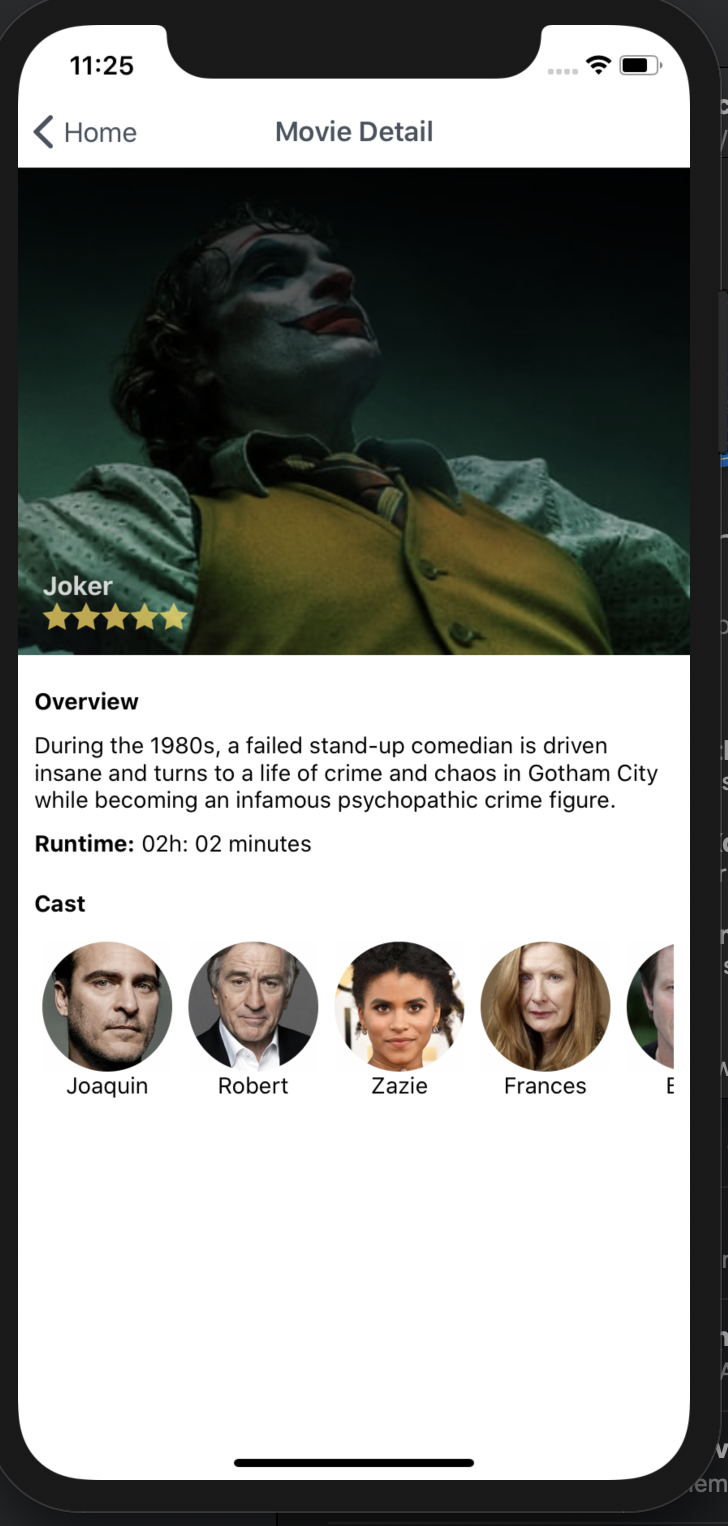 11:25
Home
Movie Detail
Joker
Overview
During the 1980s, a failed stand-up comedian is driven
insane and turns to a life of crime and chaos in Gotham City
while becoming an infamous psychopathic crime figure.
Runtime: 02h: 02 minutes
Cast
Joaquin
Robert
Zazie
Frances